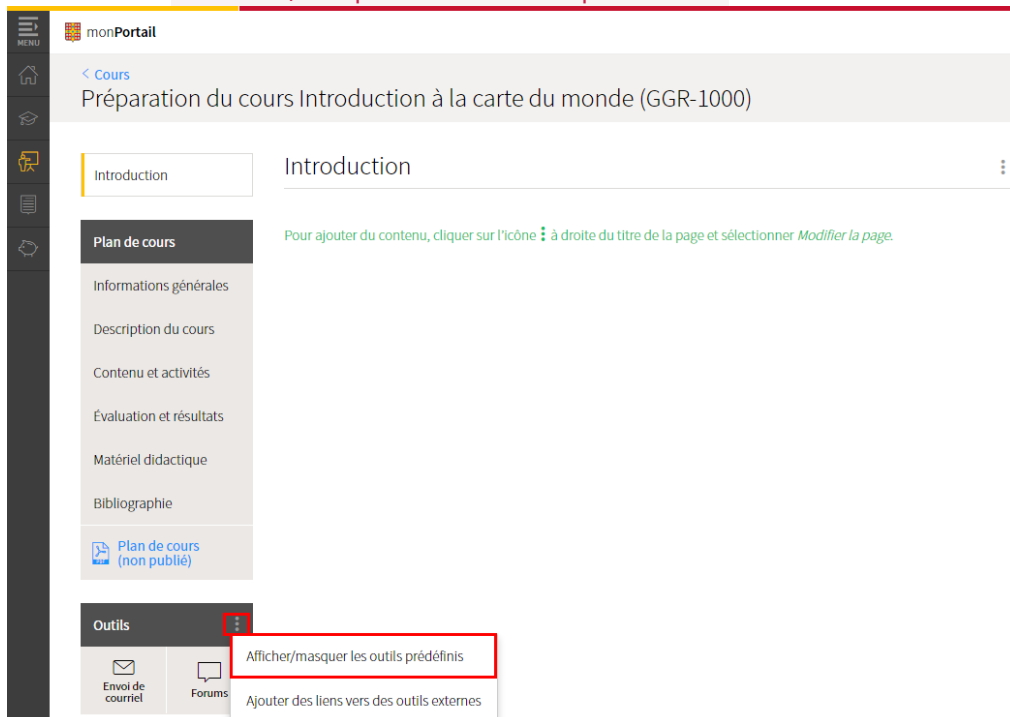 MENU
monPortail
< Cours
Préparation du cours Introduction à la carte du monde (GGR-1000)
Introduction
Introduction
Plan de cours
Pour ajouter du contenu, cliquer sur l'icône à droite du titre de la page et sélectionner Modifier la page.
Informations générales
Description du cours
Contenu et activités
Évaluation et résultats
Matériel didactique
Bibliographie
PDF
Plan de cours
(non publié)
Outils
Afficher/masquer les outils prédéfinis
Envoi de
courriel
Forums
Ajouter des liens vers des outils externes